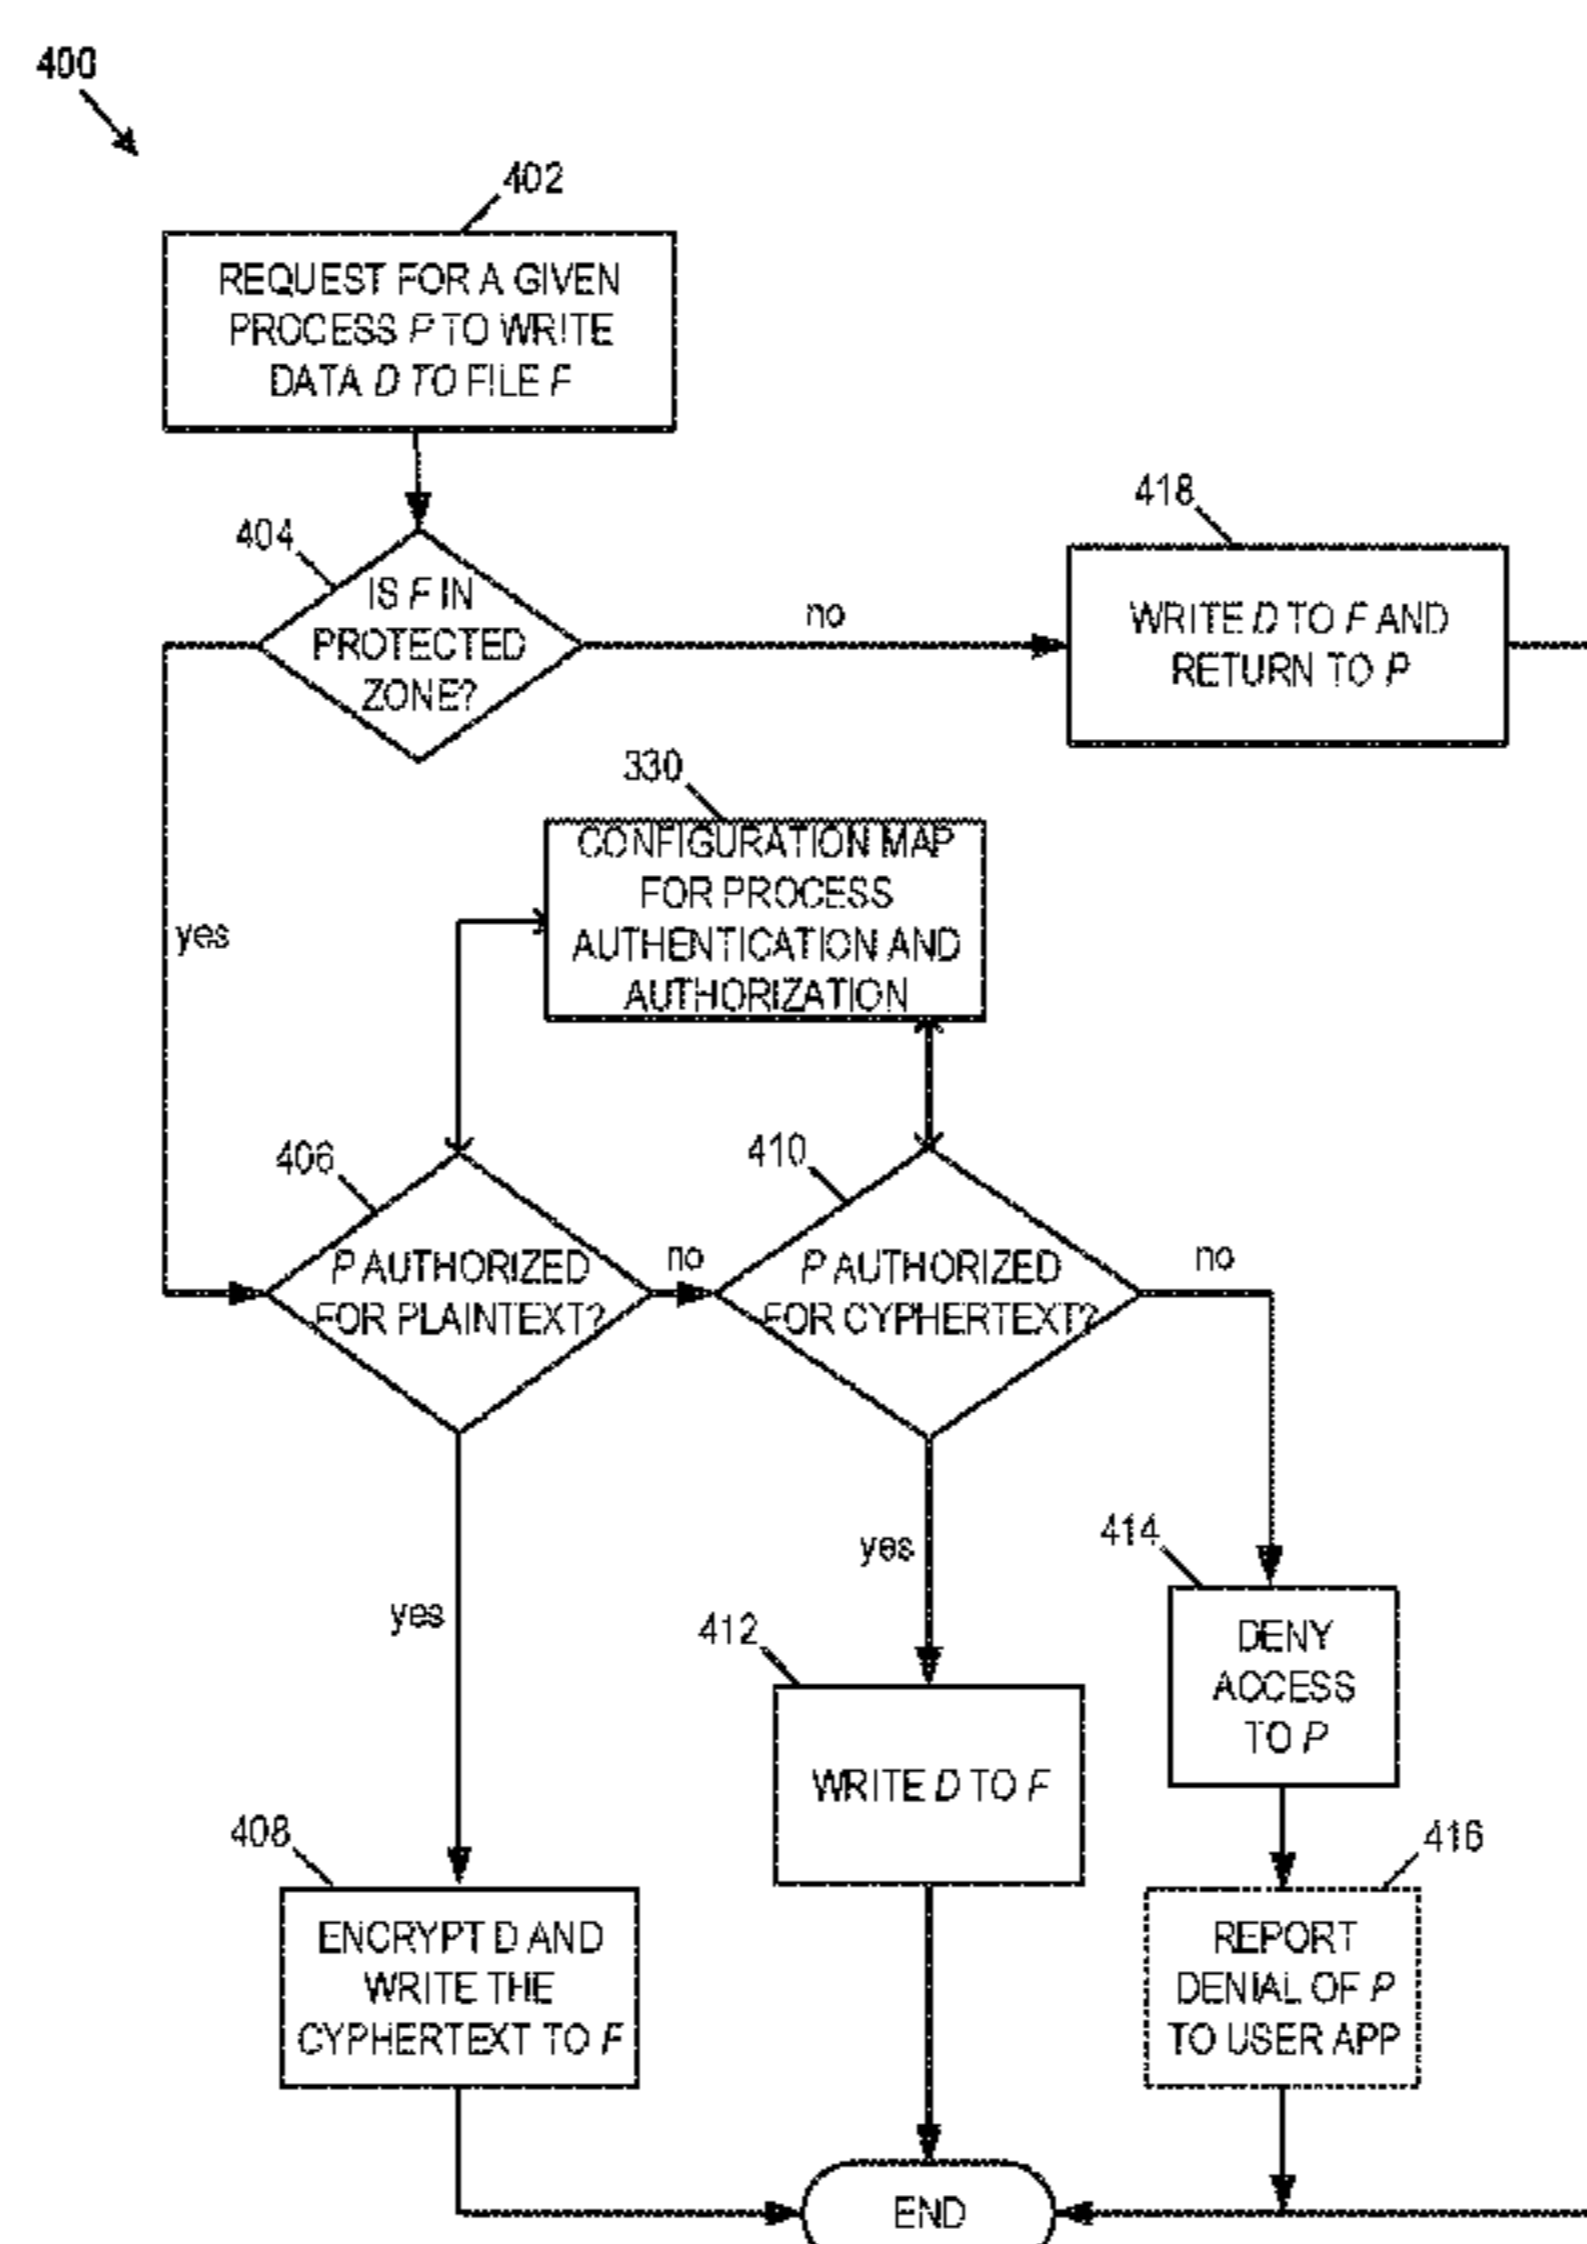 400
402
REQUEST FOR A GIVEN
PROCESS P TO WRITE
DATA D TO FILE F
404
IS F IN
PROTECTED
ZONE?
no
418
WRITE D TO F AND
RETURN TO P
yes
330
CONFIGURATION MAP
FOR PROCESS
AUTHENTICATION AND
AUTHORIZATION
406
P AUTHORIZED
FOR PLAINTEXT?
no
410
P AUTHORIZED
FOR CYPHERTEXT?
no
yes
yes
414
DENY
ACCESS
TO P
412
WRITE D TO F
408
ENCRYPT D AND
WRITE THE
CYPHERTEXT TO F
416
REPORT
DENIAL OF P
TO USER APP
END